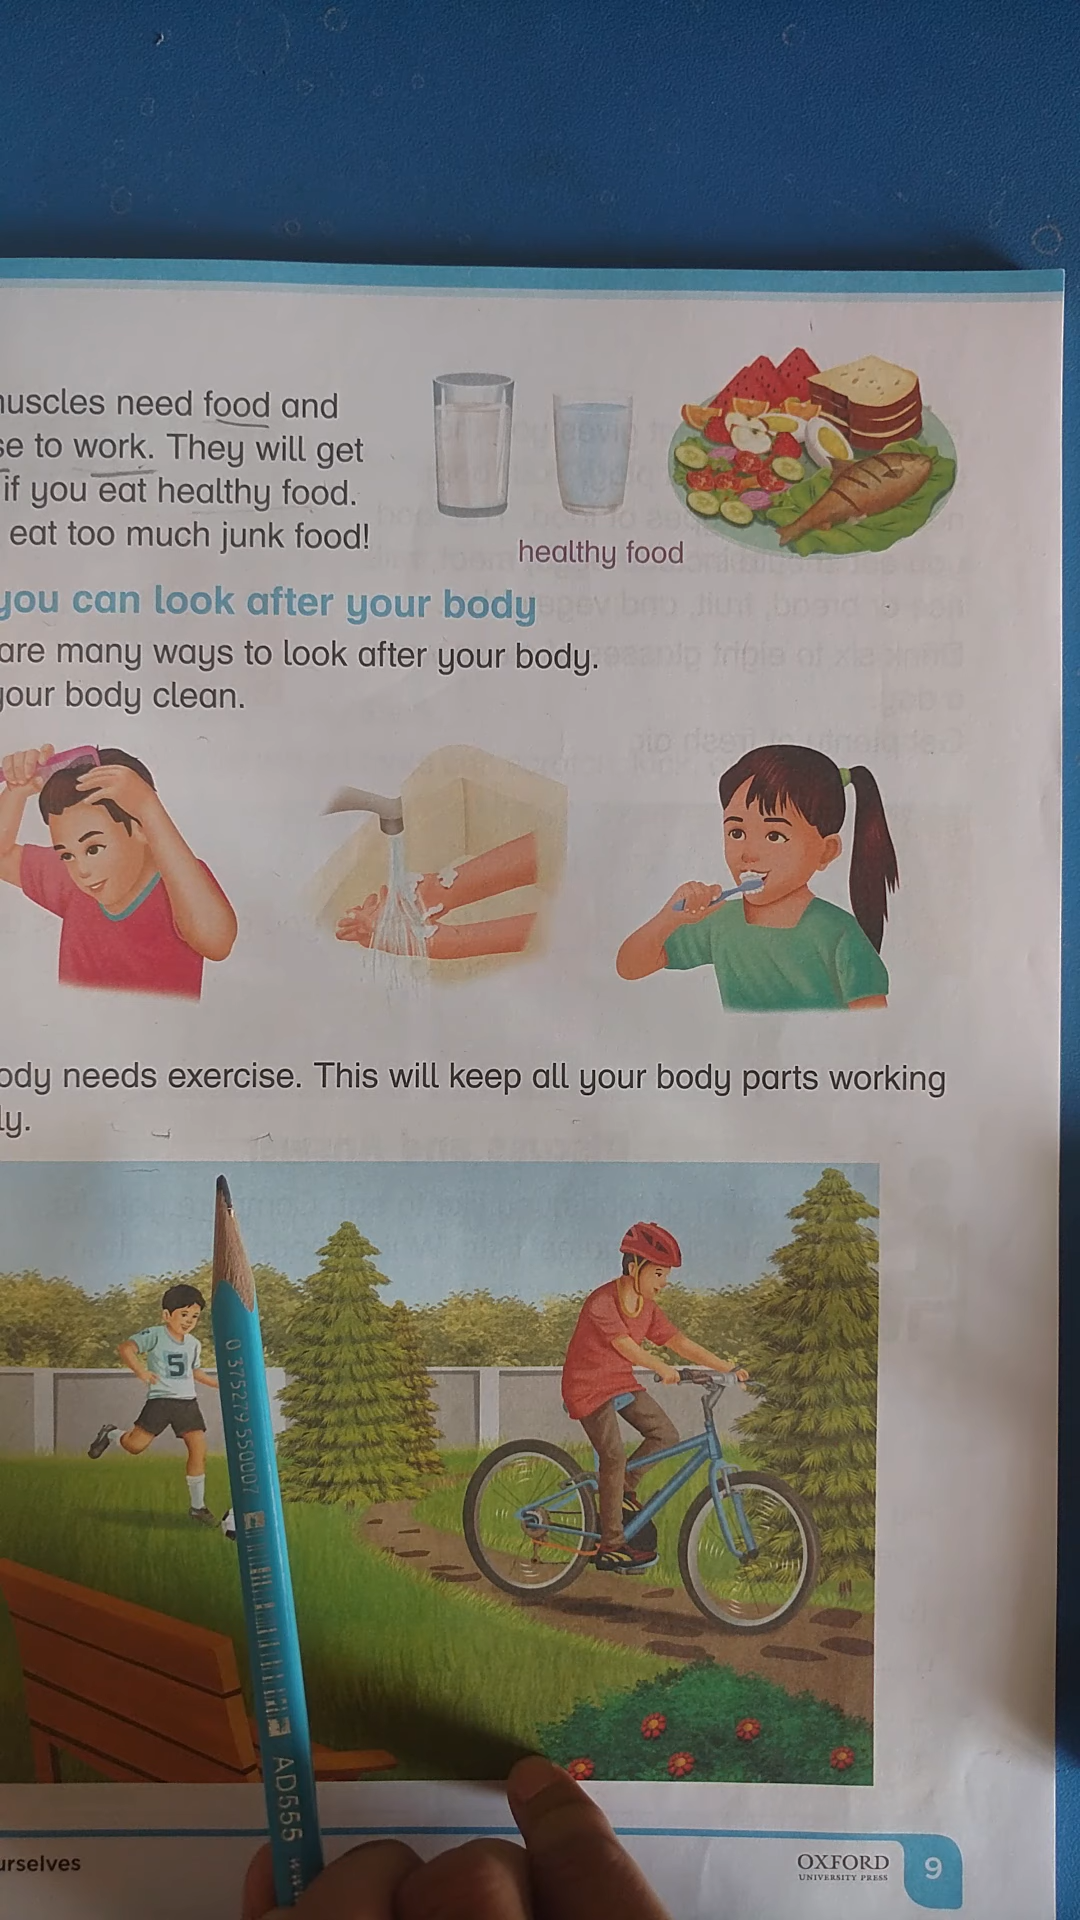 muscles need food and
se to work. They will get
if you eat healthy food.
eat too much junk food!
healthy food
you can look after your body
are many ways to look after your body.
your body clean.
ody needs exercise. This will keep all your body parts working
ly.
5
0 375279 550007
AD555
urselves
OXFORD
UNIVERSITY PRESS
9